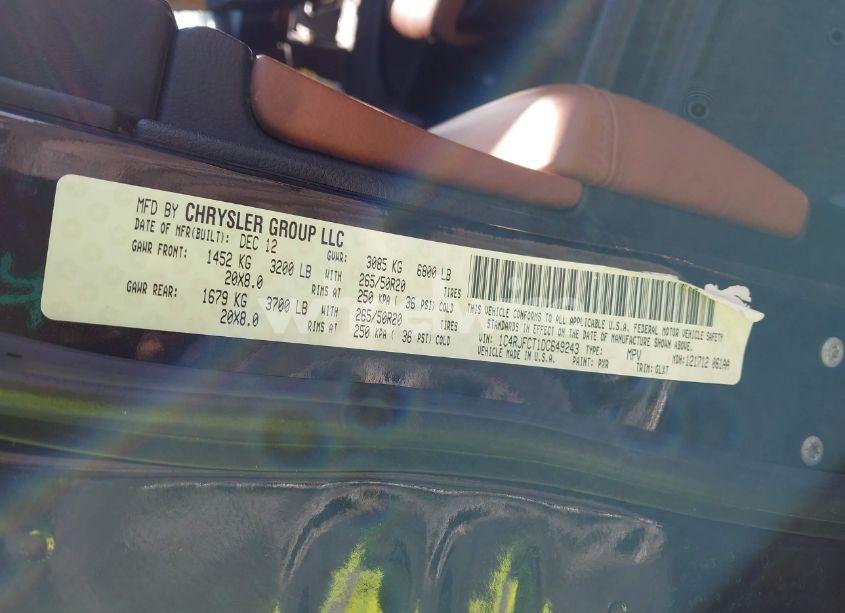 MFD BY CHRYSLER GROUP LLC
DATE OF MFR(BUILT): DEC 12 GVWR: 3085 KG 6800 LB
GAWR FRONT: 1452 KG 3200 LB WITH 265/50R20 TIRES
20X8.0 RIMS AT 250 KPA ( 36 PSI) COLD
GAWR REAR: 1679 KG 3700 LB WITH 265/50R20 TIRES
20X8.0 RIMS AT 250 KPA ( 36 PSI) COLD
THIS VEHICLE CONFORMS TO ALL APPLICABLE U.S.A. FEDERAL MOTOR VEHICLE SAFETY
STANDARDS IN EFFECT ON THE DATE OF MANUFACTURE SHOWN ABOVE.
VIN: 1C4RJFCT1DC649243 TYPE: MPV MDH: 121712 061AA
VEHICLE MADE IN U.S.A. PAINT: PXR TRIM: GLXT